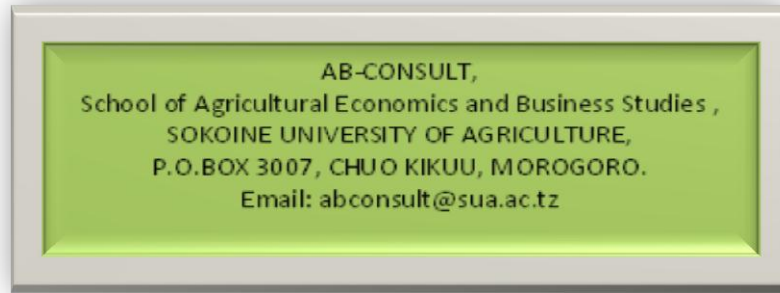 AB-CONSULT,
School of Agricultural Economics and Business Studies ,
SOKOINE UNIVERSITY OF AGRICULTURE,
P.O.BOX 3007, CHUO KIKUU, MOROGORO.
Email: abconsult@sua.ac.tz